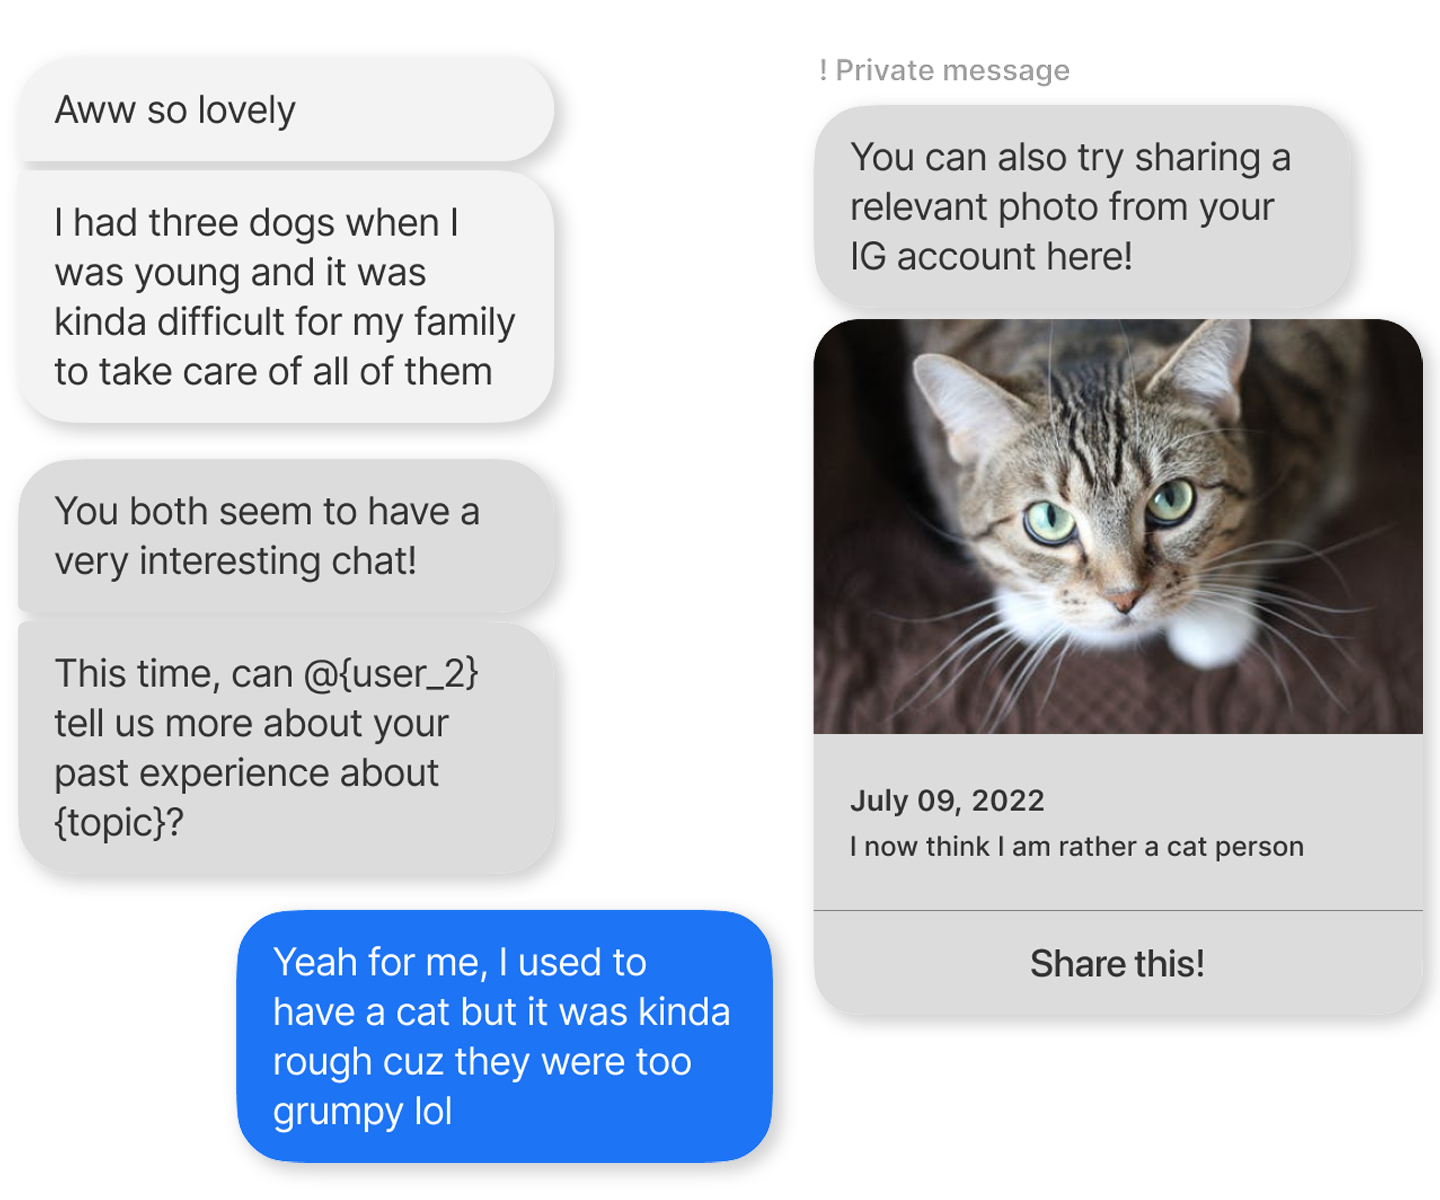 Aww so lovely
I had three dogs when I
was young and it was
kinda difficult for my family
to take care of all of them
You both seem to have a
very interesting chat!
This time, can @{user_2}
tell us more about your
past experience about
{topic}?
Yeah for me, I used to
have a cat but it was kinda
rough cuz they were too
grumpy lol
! Private message
You can also try sharing a
relevant photo from your
IG account here!
July 09, 2022
I now think I am rather a cat person
Share this!